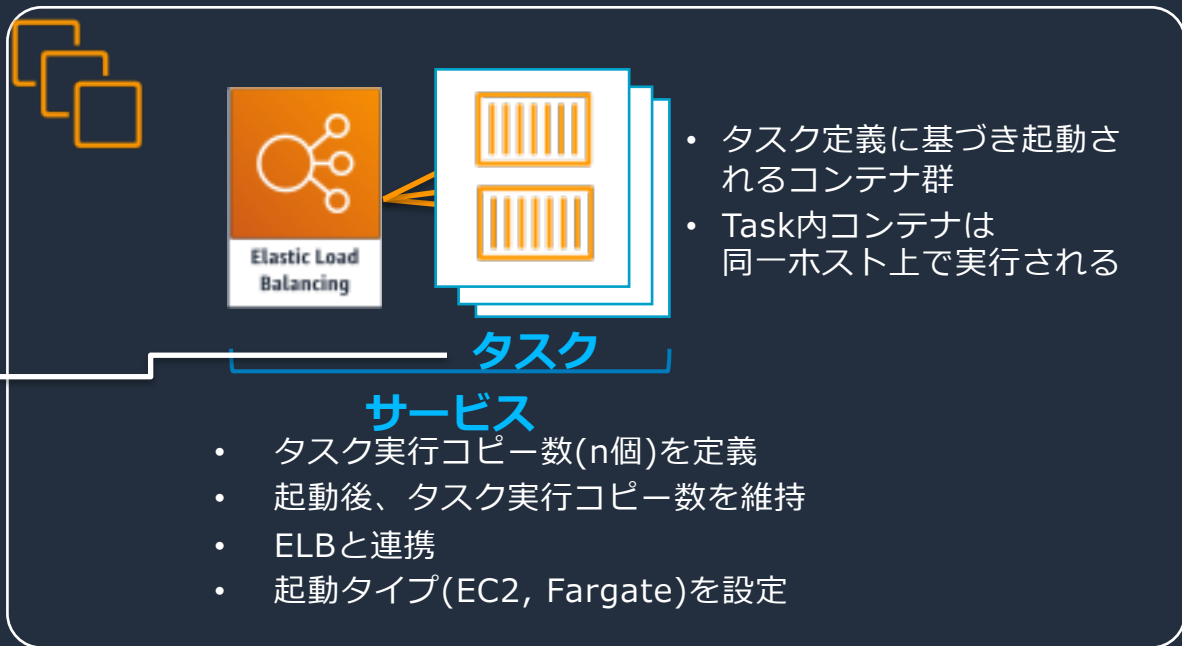 Elastic Load
Balancing
• タスク定義に基づき起動さ
れるコンテナ群
• Task内コンテナは
同一ホスト上で実行される
タスク
サービス
• タスク実行コピー数(n個)を定義
• 起動後、タスク実行コピー数を維持
• ELBと連携
• 起動タイプ(EC2, Fargate)を設定